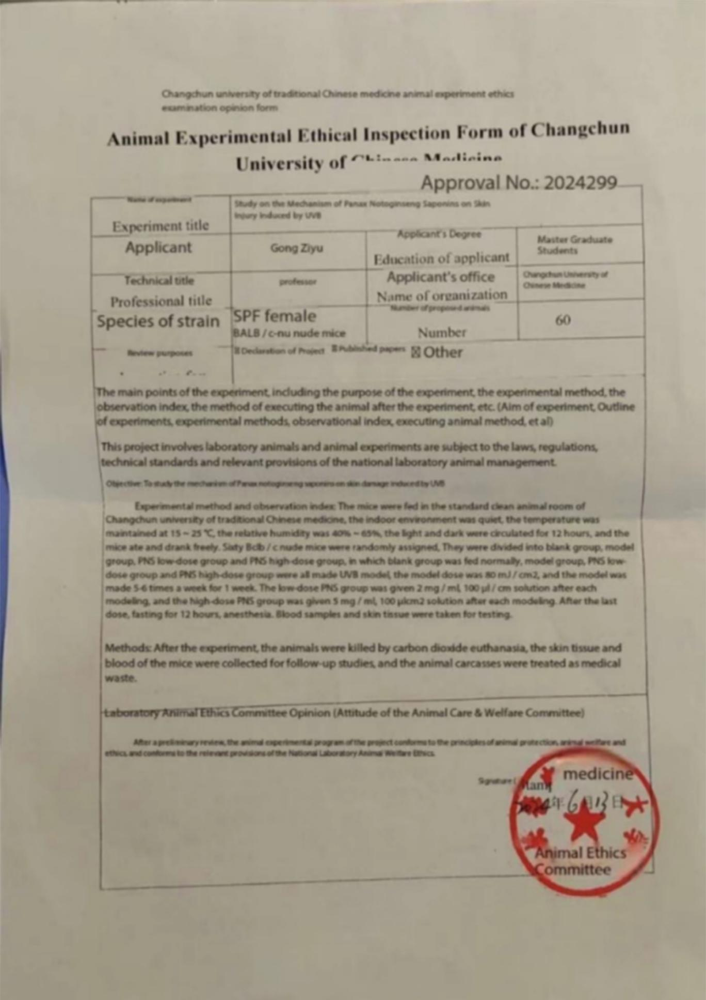 Changchun university of traditional Chinese medicine animal experiment ethics
examination opinion form
Animal Experimental Ethical Inspection Form of Changchun
University of Chinese Medicine
Approval No.: 2024299
Name of experiment
Experiment title
Study on the Mechanism of Panax Notoginseng Saponins on Skin
Injury Induced by UVB
Applicant
Gong Ziyu
Applicant's Degree
Education of applicant
Master Graduate
Students
Technical title
Professional title
professor
Applicant's office
Name of organization
Changchun University of
Chinese Medicine
Species of strain
SPF female
BALB / c-nu nude mice
Number of proposed animals
Number
60
Review purposes
Declaration of Project Published papers ☒ Other
The main points of the experiment, including the purpose of the experiment, the experimental method, the
observation index, the method of executing the animal after the experiment, etc. (Aim of experiment, Outline
of experiments, experimental methods, observational index, executing animal method, et al)
This project involves laboratory animals and animal experiments are subject to the laws, regulations,
technical standards and relevant provisions of the national laboratory animal management.
Objective: To study the mechanism of Panax notoginseng saponins on skin damage induced by UVB
Experimental method and observation index: The mice were fed in the standard clean animal room of
Changchun university of traditional Chinese medicine, the indoor environment was quiet, the temperature was
maintained at 15 ~ 25 ℃, the relative humidity was 40% ~ 65%, the light and dark were circulated for 12 hours, and the
mice ate and drank freely. Sixty Bclb / c nude mice were randomly assigned, They were divided into blank group, model
group, PNS low-dose group and PNS high-dose group, in which blank group was fed normally, model group, PNS low-
dose group and PNS high-dose group were all made UVB model, the model dose was 80 mJ / cm2, and the model was
made 5-6 times a week for 1 week. The low-dose PNS group was given 2 mg / ml, 100 μl / cm solution after each
modeling, and the high-dose PNS group was given 5 mg / ml, 100 μlcm2 solution after each modeling. After the last
dose, fasting for 12 hours, anesthesia. Blood samples and skin tissue were taken for testing.
Methods: After the experiment, the animals were killed by carbon dioxide euthanasia, the skin tissue and
blood of the mice were collected for follow-up studies, and the animal carcasses were treated as medical
waste.
Laboratory Animal Ethics Committee Opinion (Attitude of the Animal Care & Welfare Committee)
After a preliminary review, the animal experimental program of the project conforms to the principles of animal protection, animal welfare and
ethics, and conforms to the relevant provisions of the National Laboratory Animal Welfare Ethics.
medicine
Signature (
2024年6月13日
Animal Ethics
Committee